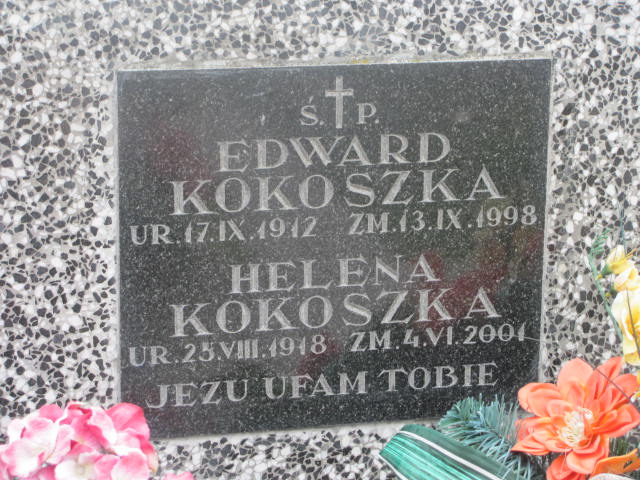 Ś.P.
EDWARD
KOKOSZKA
UR.17.IX.1912 ZM.13.IX.1998
HELENA
KOKOSZKA
UR.25.VIII.1918 ZM.4.VI.2001
JEZU UFAM TOBIE